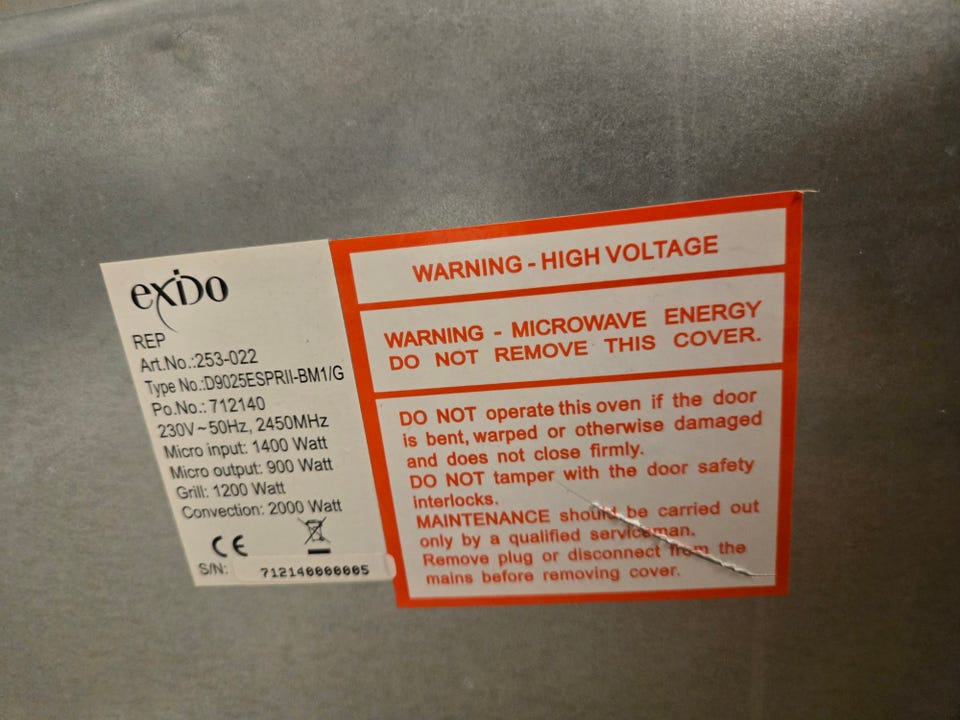 exido
REP
Art.No.:253-022
Type No.:D9025ESPRII-BM1/G
Po.No.: 712140
230V~50Hz, 2450MHz
Micro input: 1400 Watt
Micro output: 900 Watt
Grill: 1200 Watt
Convection: 2000 Watt
CE
S/N: 712140000005
WARNING - HIGH VOLTAGE
WARNING - MICROWAVE ENERGY
DO NOT REMOVE THIS COVER.
DO NOT operate this oven if the door
is bent, warped or otherwise damaged
and does not close firmly.
DO NOT tamper with the door safety
interlocks.
MAINTENANCE should be carried out
only by a qualified serviceman.
Remove plug or disconnect from the
mains before removing cover.